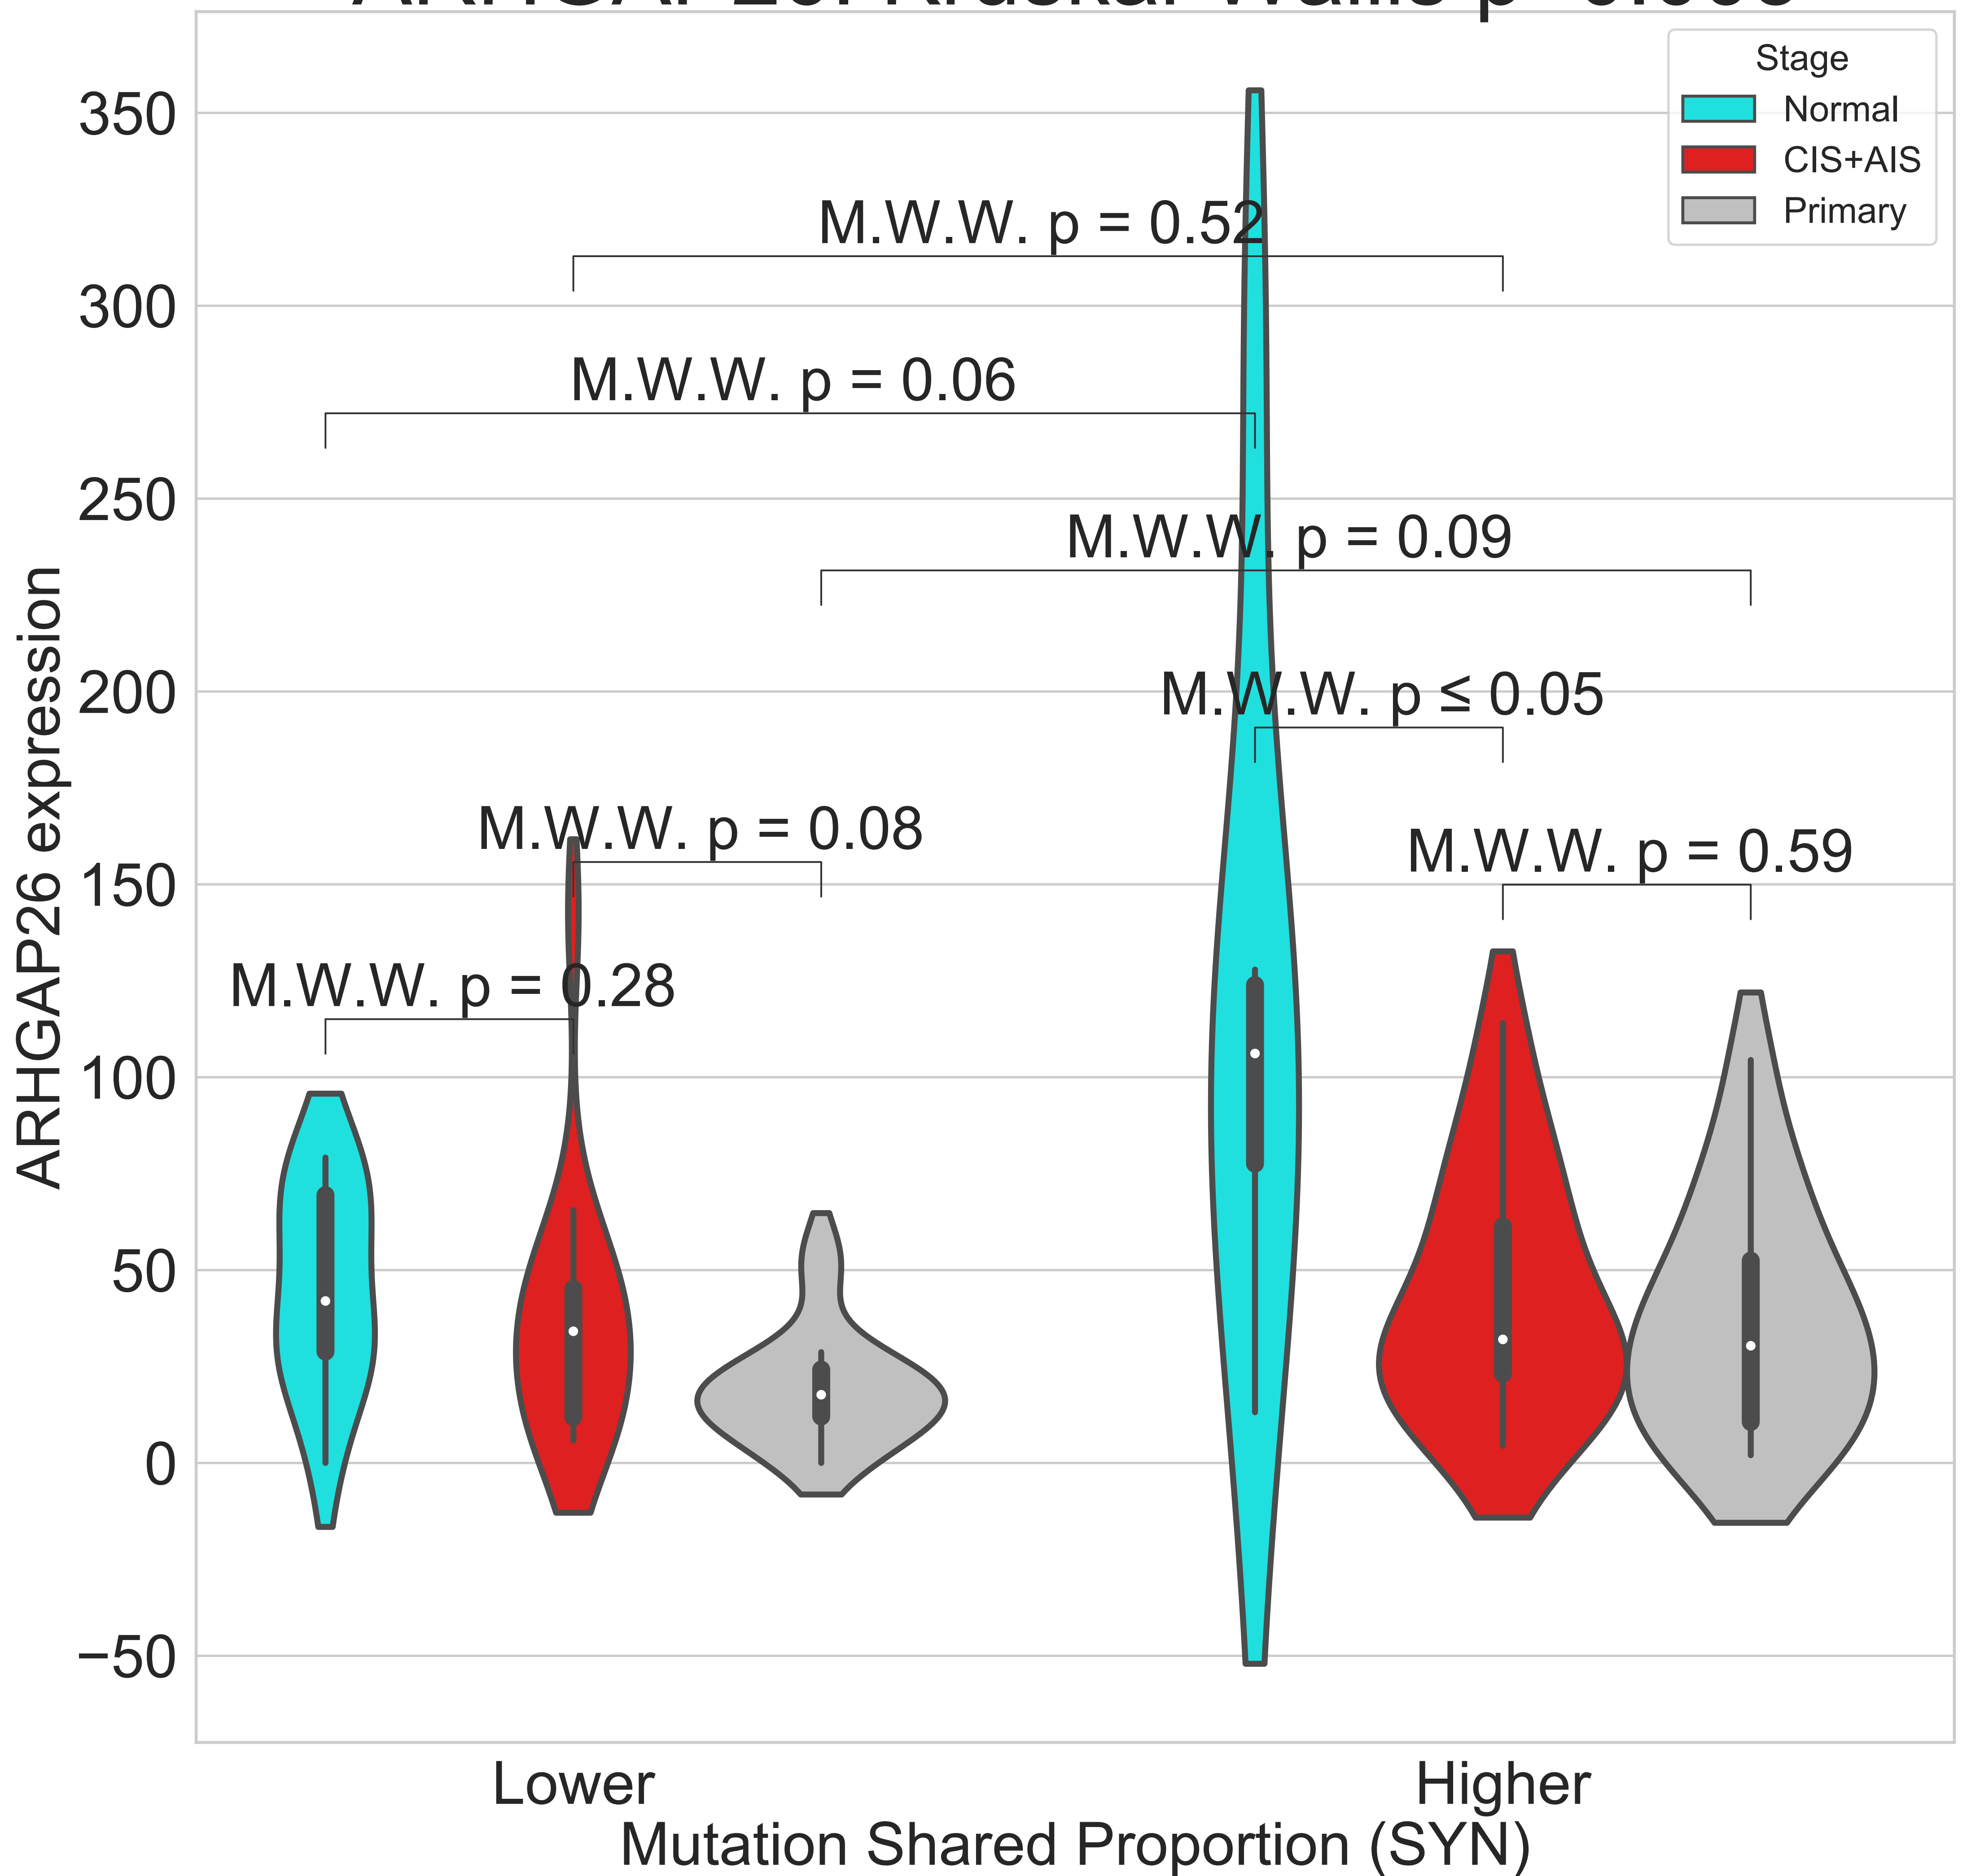 Stage
Normal
CIS+AIS
Primary
350
300
250
200
150
100
50
0
−50
ARHGAP26 expression
M.W.W. p = 0.52
M.W.W. p = 0.06
M.W.W. p = 0.09
M.W.W. p ≤ 0.05
M.W.W. p = 0.08
M.W.W. p = 0.59
M.W.W. p = 0.28
Lower
Higher
Mutation Shared Proportion (SYN)